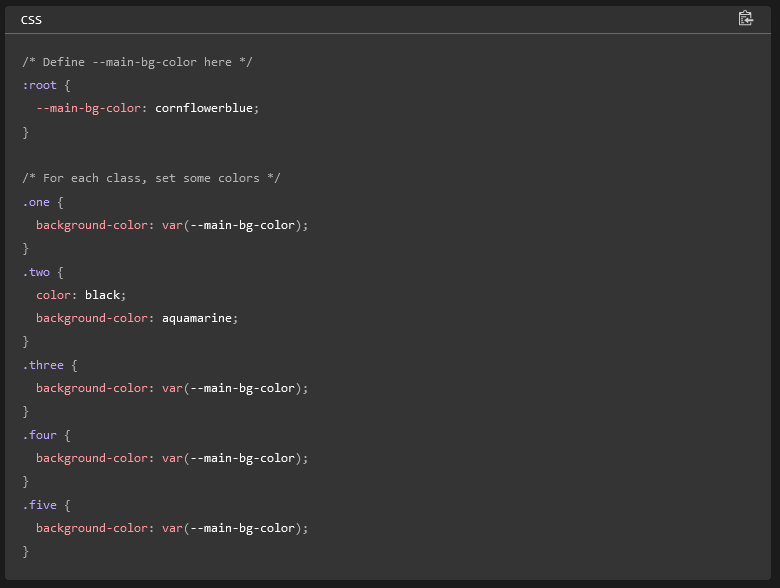 CSS
/* Define --main-bg-color here */
:root {
  --main-bg-color: cornflowerblue;
}

/* For each class, set some colors */
.one {
  background-color: var(--main-bg-color);
}
.two {
  color: black;
  background-color: aquamarine;
}
.three {
  background-color: var(--main-bg-color);
}
.four {
  background-color: var(--main-bg-color);
}
.five {
  background-color: var(--main-bg-color);
}